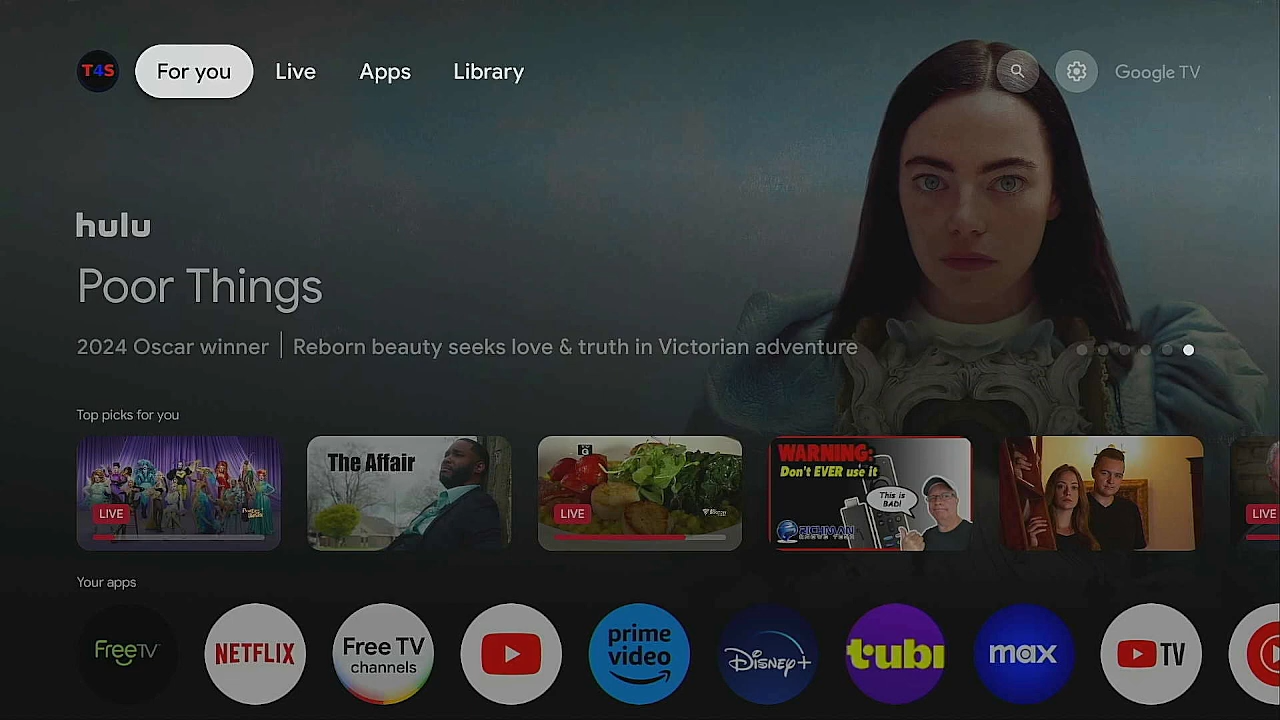 T4S
For you
Live
Apps
Library
Google TV
hulu
Poor Things
2024 Oscar winner | Reborn beauty seeks love & truth in Victorian adventure
Top picks for you
LIVE
The Affair
LIVE
WARNING:
Don't EVER use it
This is
BAD!
RICHMAN
LIVE
Your apps
FreeTV
NETFLIX
Free TV
channels
prime
video
Disney+
tubi
max
TV